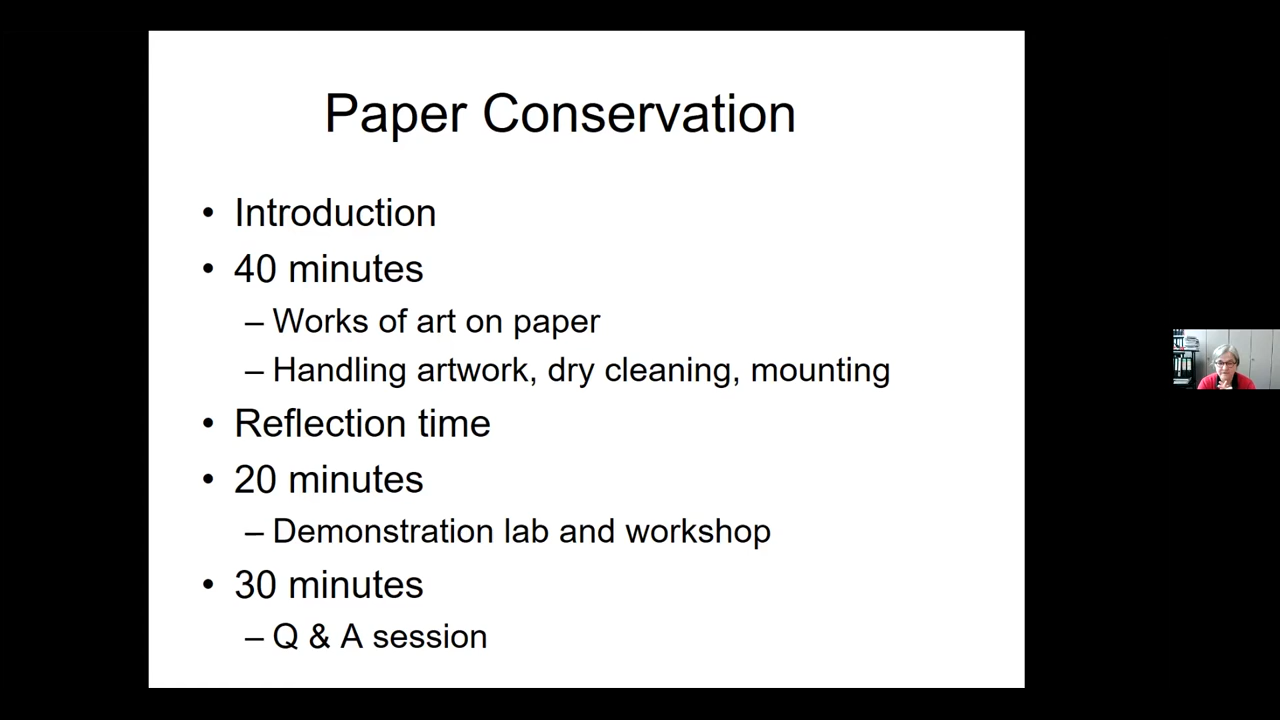 Paper Conservation
• Introduction
• 40 minutes
– Works of art on paper
– Handling artwork, dry cleaning, mounting
• Reflection time
• 20 minutes
– Demonstration lab and workshop
• 30 minutes
– Q & A session